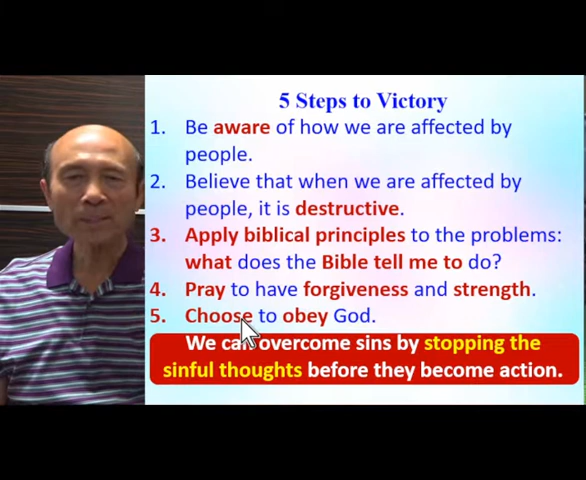 5 Steps to Victory
1. Be aware of how we are affected by
people.
2. Believe that when we are affected by
people, it is destructive.
3. Apply biblical principles to the problems:
what does the Bible tell me to do?
4. Pray to have forgiveness and strength.
5. Choose to obey God.
We can overcome sins by stopping the
sinful thoughts before they become action.